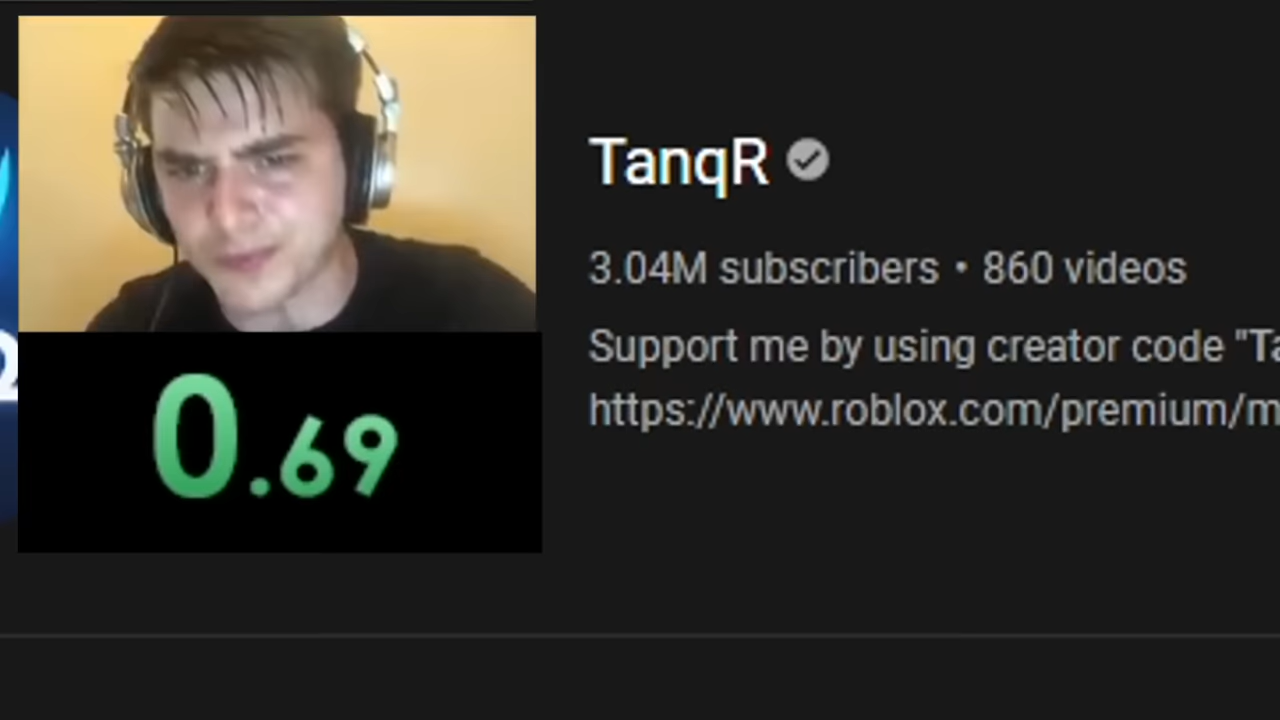 TanqR
3.04M subscribers • 860 videos
Support me by using creator code "Ta
https://www.roblox.com/premium/m
0.69